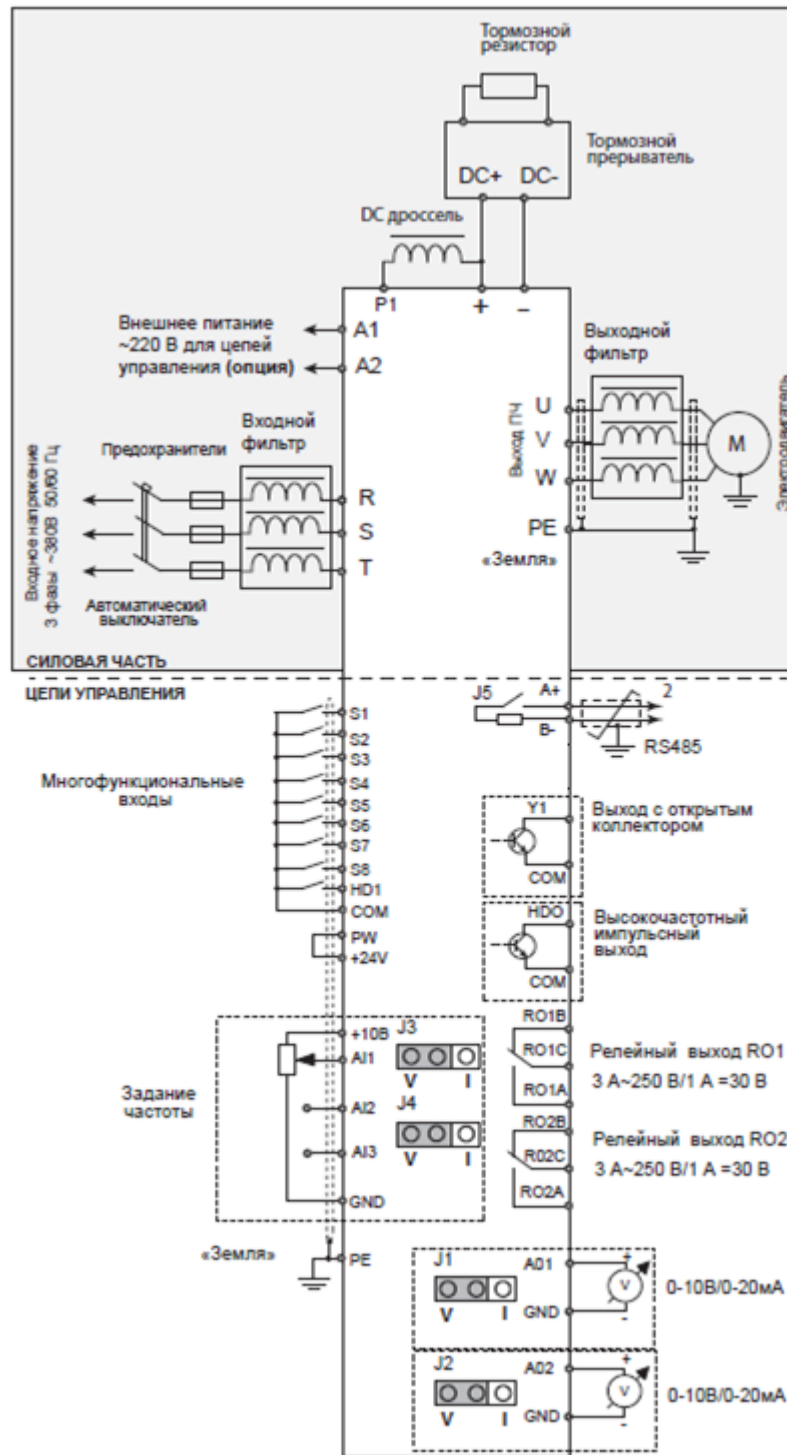 Тормозной
резистор
Тормозной
прерыватель
DC+ DC-
DC дроссель
P1 + –
Внешнее питание
~220 В для цепей
управления (опция)
A1
A2
Выходной
фильтр
Входной
фильтр
Предохранители
Входное напряжение
3 фазы ~380В 50/60 Гц
R
S
T
Автоматический
выключатель
Выход ПЧ
U
V
W
PE
M
Электродвигатель
«Земля»
СИЛОВАЯ ЧАСТЬ
ЦЕПИ УПРАВЛЕНИЯ
Многофункциональные
входы
S1
S2
S3
S4
S5
S6
S7
S8
HD1
COM
PW
+24V
J5
A+
B-
2
RS485
Y1
COM
Выход с открытым
коллектором
HDO
COM
Высокочастотный
импульсный
выход
Задание
частоты
+10В
AI1
AI2
AI3
GND
J3
V I
J4
V I
RO1B
RO1C
RO1A
Релейный выход RO1
3 А~250 В/1 А =30 В
RO2B
R02C
RO2A
Релейный выход RO2
3 А~250 В/1 А =30 В
«Земля»
PE
J1
V I
A01
GND
+
V
-
0-10В/0-20мА
J2
V I
A02
GND
+
V
-
0-10В/0-20мА